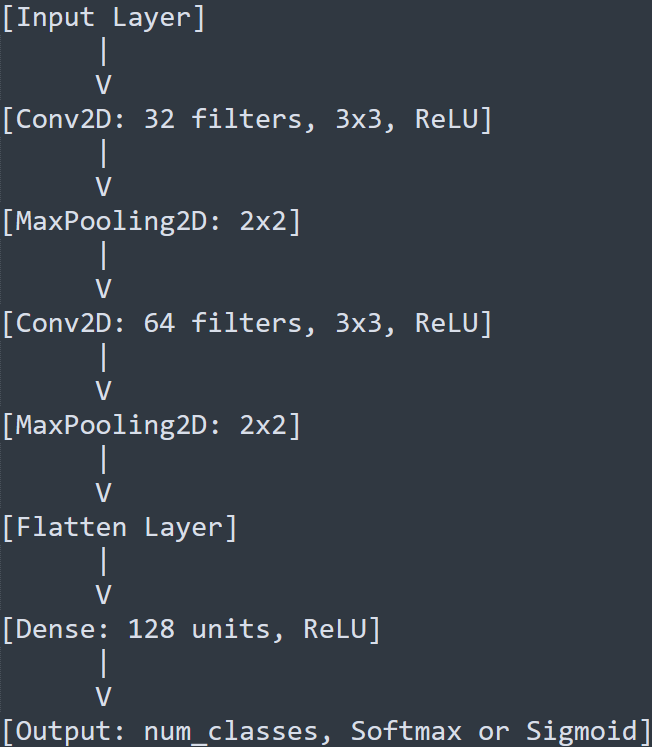 [Input Layer]
      |
      V
[Conv2D: 32 filters, 3x3, ReLU]
      |
      V
[MaxPooling2D: 2x2]
      |
      V
[Conv2D: 64 filters, 3x3, ReLU]
      |
      V
[MaxPooling2D: 2x2]
      |
      V
[Flatten Layer]
      |
      V
[Dense: 128 units, ReLU]
      |
      V
[Output: num_classes, Softmax or Sigmoid]